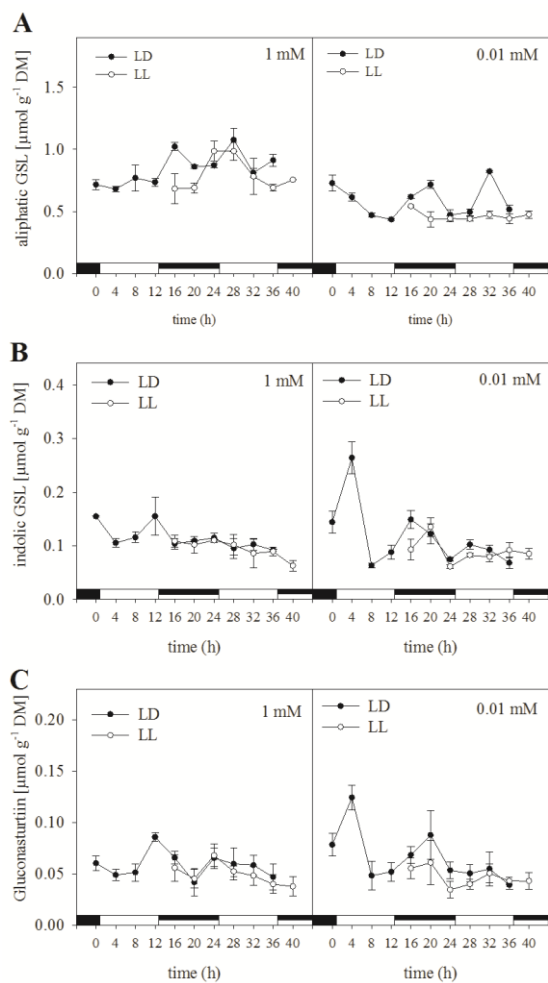 A
LD
LL
1 mM
LD
LL
0.01 mM
aliphatic GSL [µmol g⁻¹ DM]
1.5
1.0
0.5
0.0
0 4 8 12 16 20 24 28 32 36 40
0 4 8 12 16 20 24 28 32 36 40
time (h)
time (h)
B
LD
LL
1 mM
LD
LL
0.01 mM
indolic GSL [µmol g⁻¹ DM]
0.4
0.3
0.2
0.1
0.0
0 4 8 12 16 20 24 28 32 36 40
0 4 8 12 16 20 24 28 32 36 40
time (h)
time (h)
C
LD
LL
1 mM
LD
LL
0.01 mM
Gluconasturtiin [µmol g⁻¹ DM]
0.20
0.15
0.10
0.05
0.00
0 4 8 12 16 20 24 28 32 36 40
0 4 8 12 16 20 24 28 32 36 40
time (h)
time (h)